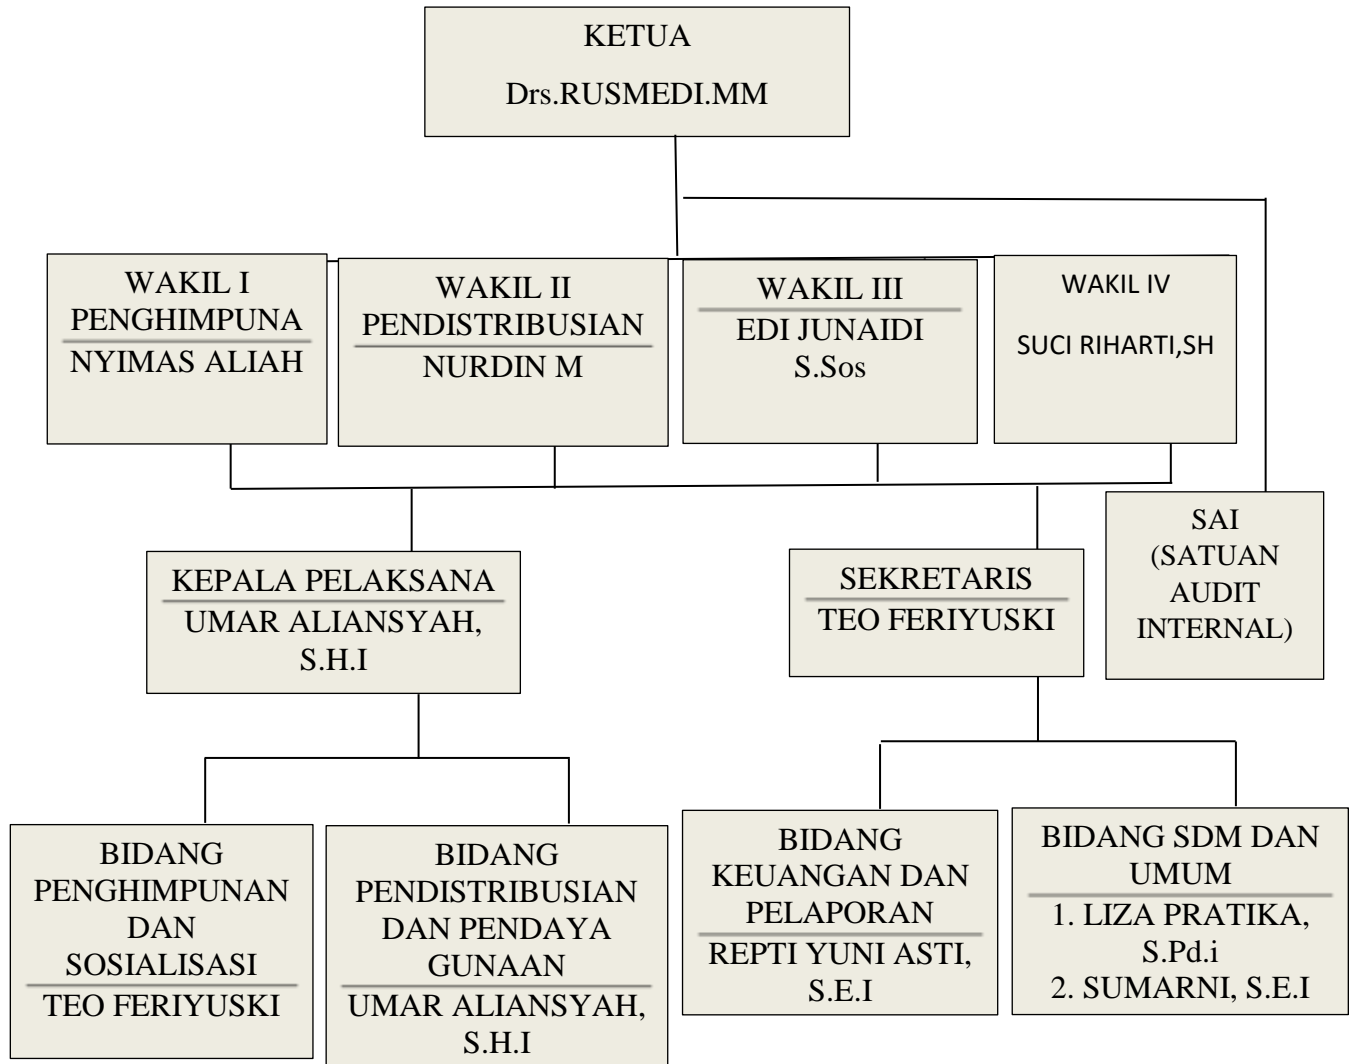 KETUA
Drs.RUSMEDI.MM
WAKIL I
PENGHIMPUNA
NYIMAS ALIAH
WAKIL II
PENDISTRIBUSIAN
NURDIN M
WAKIL III
EDI JUNAIDI
S.Sos
WAKIL IV
SUCI RIHARTI,SH
KEPALA PELAKSANA
UMAR ALIANSYAH,
S.H.I
SEKRETARIS
TEO FERIYUSKI
SAI
(SATUAN
AUDIT
INTERNAL)
BIDANG
PENGHIMPUNAN
DAN
SOSIALISASI
TEO FERIYUSKI
BIDANG
PENDISTRIBUSIAN
DAN PENDAYA
GUNAAN
UMAR ALIANSYAH,
S.H.I
BIDANG
KEUANGAN DAN
PELAPORAN
REPTI YUNI ASTI,
S.E.I
BIDANG SDM DAN
UMUM
1. LIZA PRATIKA,
S.Pd.i
2. SUMARNI, S.E.I